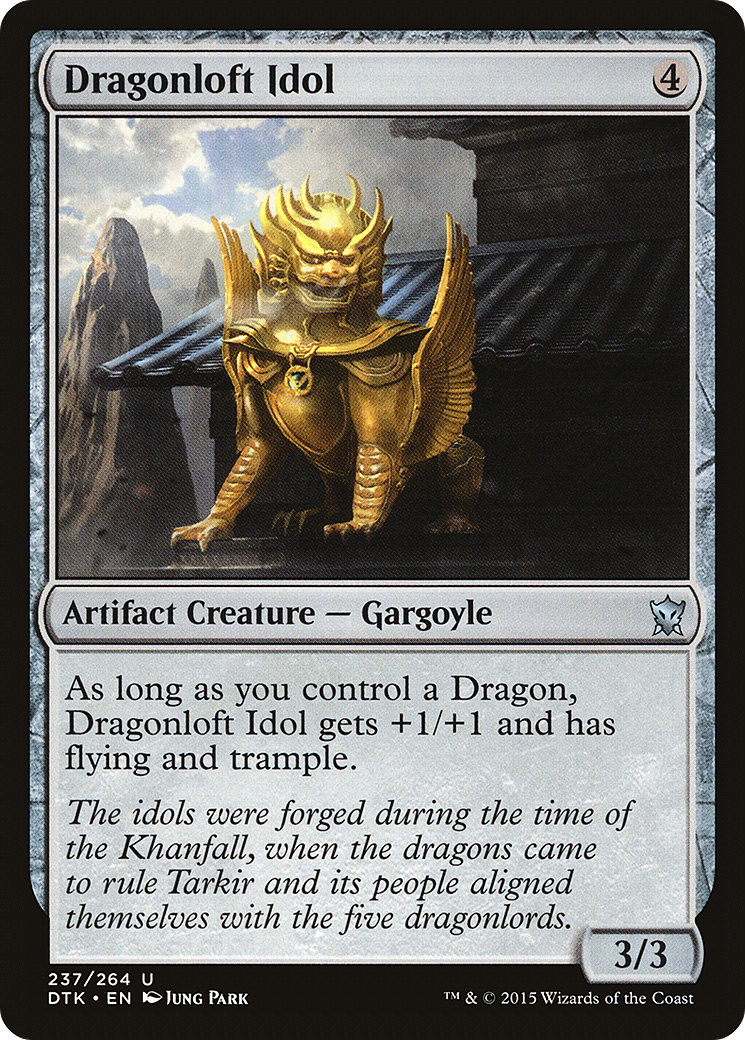 Dragonloft Idol
4
Artifact Creature — Gargoyle
As long as you control a Dragon,
Dragonloft Idol gets +1/+1 and has
flying and trample.
The idols were forged during the time of
the Khanfall, when the dragons came
to rule Tarkir and its people aligned
themselves with the five dragonlords.
3/3
237/264 U
DTK • EN Jung Park
™ & © 2015 Wizards of the Coast